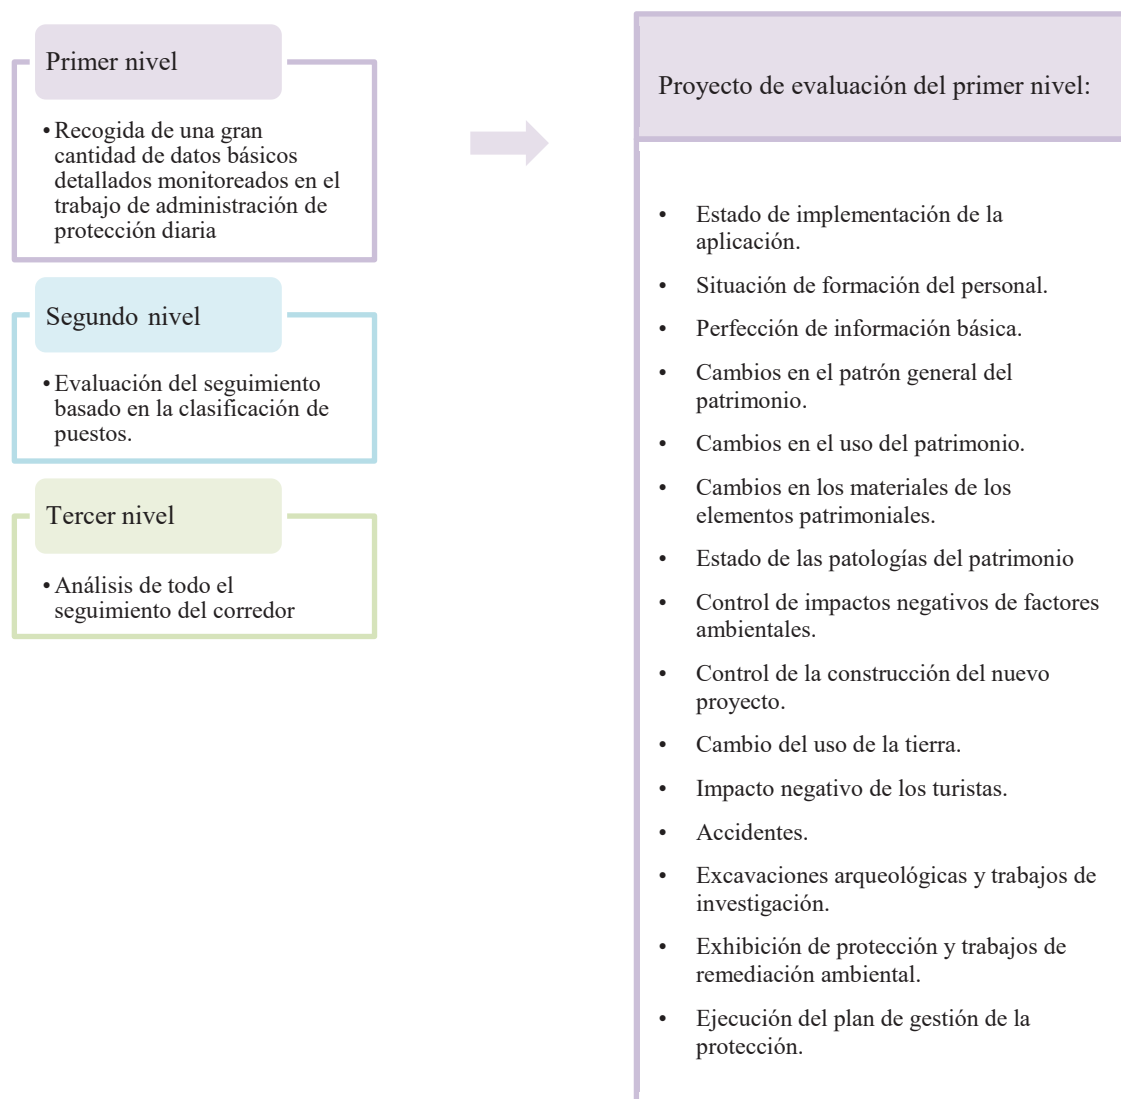 Primer nivel
• Recogida de una gran
cantidad de datos básicos
detallados monitoreados en el
trabajo de administración de
protección diaria
Segundo nivel
• Evaluación del seguimiento
basado en la clasificación de
puestos.
Tercer nivel
• Análisis de todo el
seguimiento del corredor
Proyecto de evaluación del primer nivel:
• Estado de implementación de la
aplicación.
• Situación de formación del personal.
• Perfección de información básica.
• Cambios en el patrón general del
patrimonio.
• Cambios en el uso del patrimonio.
• Cambios en los materiales de los
elementos patrimoniales.
• Estado de las patologías del patrimonio
• Control de impactos negativos de factores
ambientales.
• Control de la construcción del nuevo
proyecto.
• Cambio del uso de la tierra.
• Impacto negativo de los turistas.
• Accidentes.
• Excavaciones arqueológicas y trabajos de
investigación.
• Exhibición de protección y trabajos de
remediación ambiental.
• Ejecución del plan de gestión de la
protección.